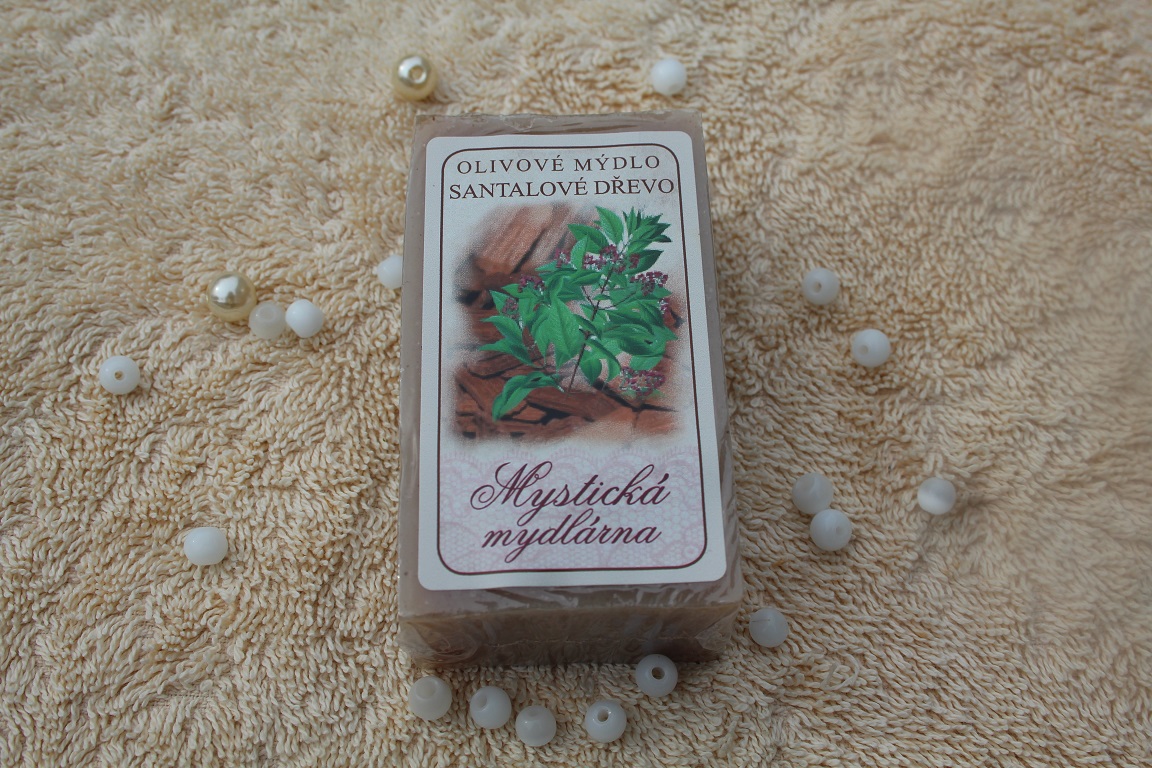 OLIVOVÉ MÝDLO
SANTALOVÉ DŘEVO
Mystická
mydlárna